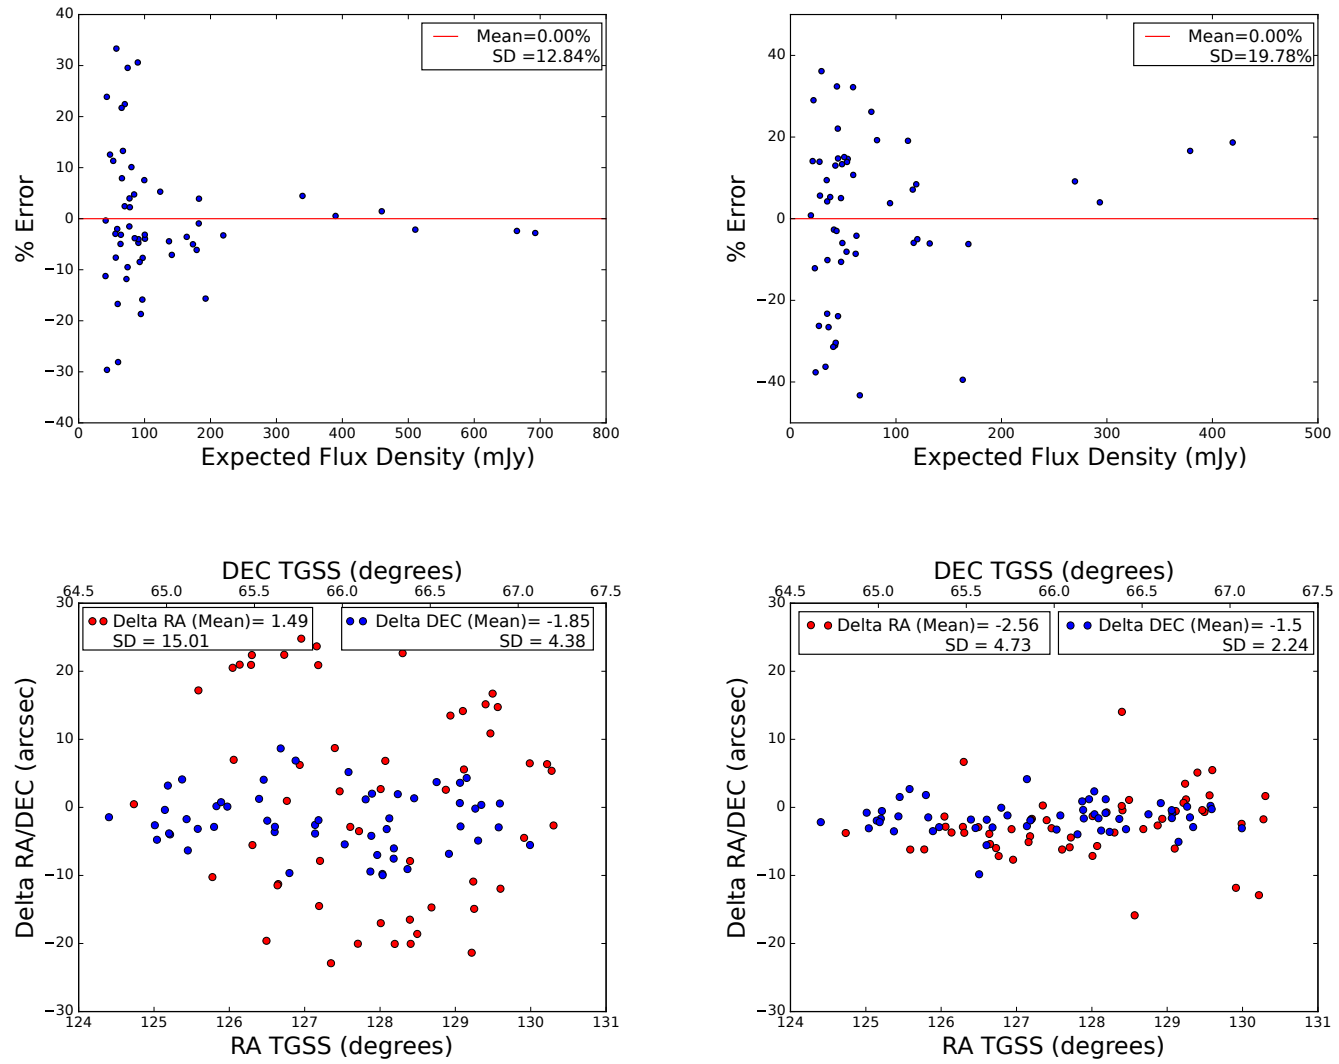 Mean=0.00%
SD =12.84%
40
30
20
10
0
−10
−20
−30
−40
% Error
0 100 200 300 400 500 600 700 800
Expected Flux Density (mJy)
Mean=0.00%
SD=19.78%
40
20
0
−20
−40
% Error
0 100 200 300 400 500
Expected Flux Density (mJy)
DEC TGSS (degrees)
64.5 65.0 65.5 66.0 66.5 67.0 67.5
Delta RA (Mean)= 1.49
SD = 15.01
Delta DEC (Mean)= -1.85
SD = 4.38
30
20
10
0
−10
−20
−30
Delta RA/DEC (arcsec)
124 125 126 127 128 129 130 131
RA TGSS (degrees)
DEC TGSS (degrees)
64.5 65.0 65.5 66.0 66.5 67.0 67.5
Delta RA (Mean)= -2.56
SD = 4.73
Delta DEC (Mean)= -1.5
SD = 2.24
30
20
10
0
−10
−20
−30
Delta RA/DEC (arcsec)
124 125 126 127 128 129 130 131
RA TGSS (degrees)